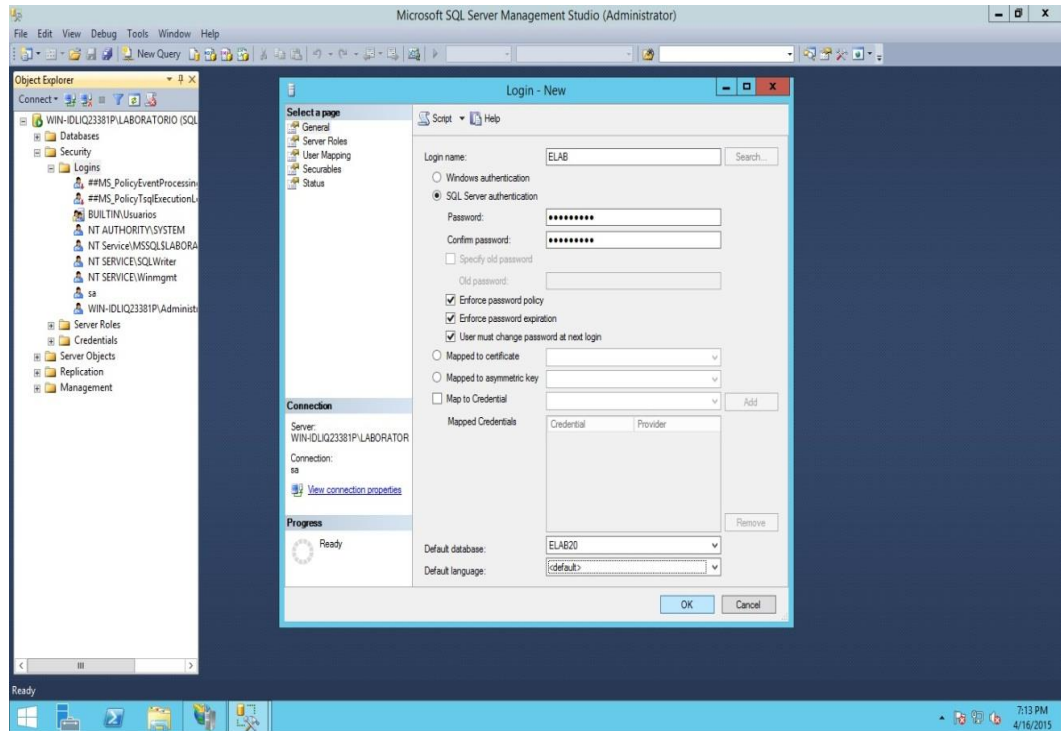 Microsoft SQL Server Management Studio (Administrator)
File Edit View Debug Tools Window Help
New Query
Object Explorer
Connect
WIN-IDLIQ23381P\LABORATORIO (SQL
Databases
Security
Logins
##MS_PolicyEventProcessin
##MS_PolicyTsqlExecutionL
BUILTIN\Usuarios
NT AUTHORITY\SYSTEM
NT Service\MSSQL$LABORA
NT SERVICE\SQLWriter
NT SERVICE\Winmgmt
sa
WIN-IDLIQ23381P\Administ
Server Roles
Credentials
Server Objects
Replication
Management
Login - New
Select a page
General
Server Roles
User Mapping
Securables
Status
Connection
Server:
WIN-IDLIQ23381P\LABORATOR
Connection:
sa
View connection properties
Progress
Ready
Script Help
Login name: ELAB Search...
Windows authentication
SQL Server authentication
Password: •••••••••
Confirm password: •••••••••
Specify old password
Old password:
Enforce password policy
Enforce password expiration
User must change password at next login
Mapped to certificate
Mapped to asymmetric key
Map to Credential Add
Mapped Credentials Credential Provider
Remove
Default database: ELAB20
Default language: <default>
OK Cancel
Ready
7:13 PM
4/16/2015